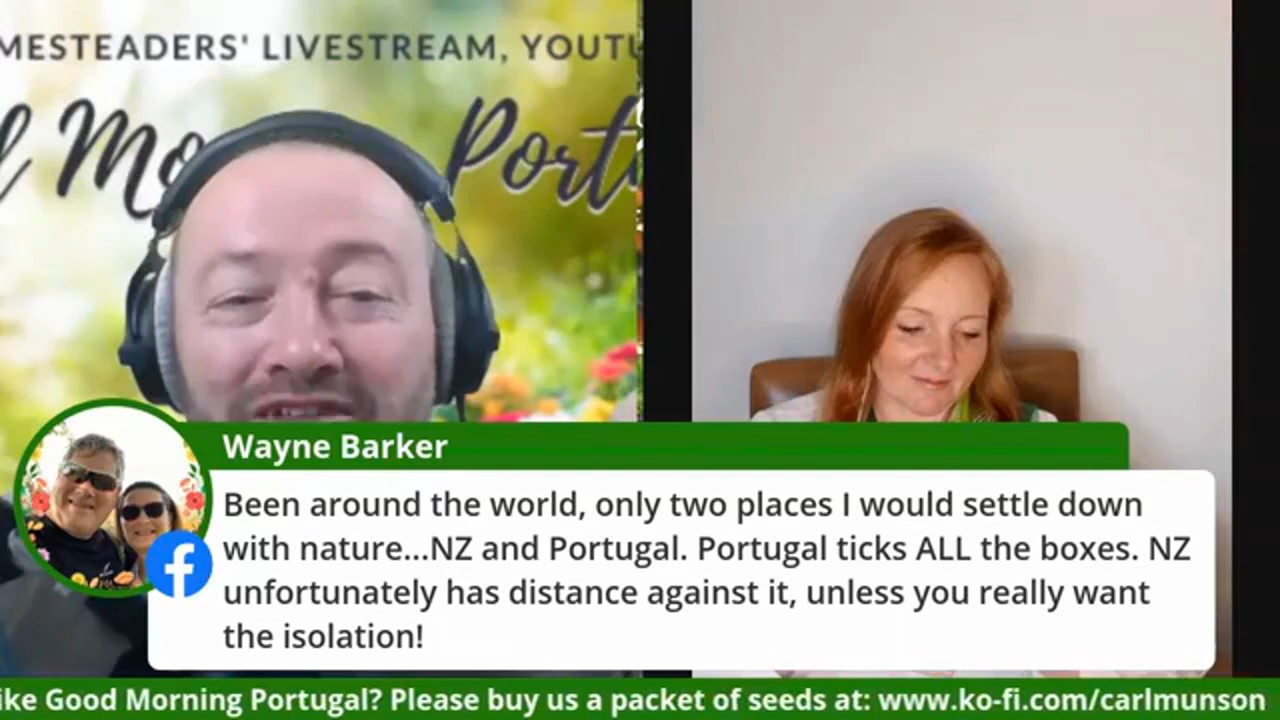 MESTEADERS' LIVESTREAM, YOUTU
d Mo Portu
Wayne Barker
Been around the world, only two places I would settle down
with nature...NZ and Portugal. Portugal ticks ALL the boxes. NZ
unfortunately has distance against it, unless you really want
the isolation!
ike Good Morning Portugal? Please buy us a packet of seeds at: www.ko-fi.com/carlmunson